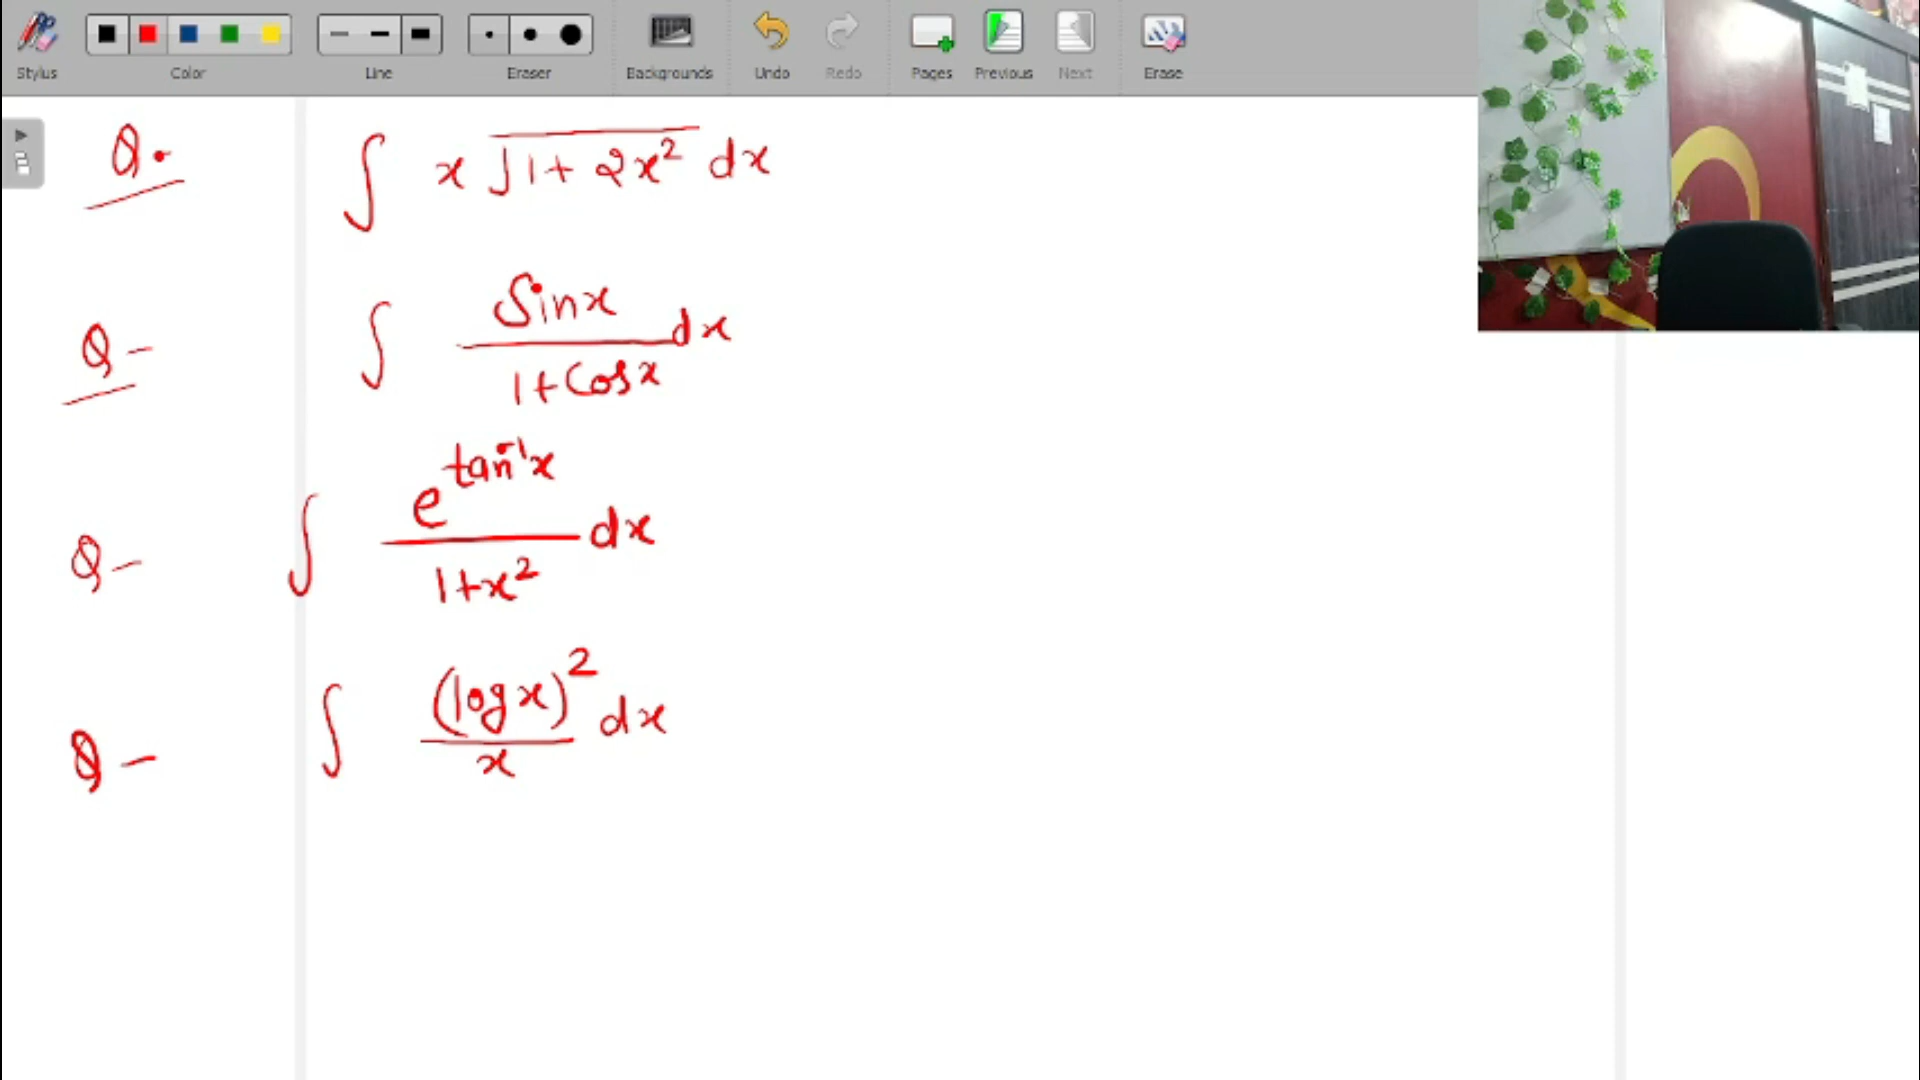 Stylus Color Line Eraser Backgrounds Undo Redo Pages Previous Next Erase
Q. ∫ x √1+2x² dx
Q- ∫ Sinx/1+Cosx dx
Q- ∫ e^tan⁻¹x/1+x² dx
Q- ∫ (logx)²/x dx